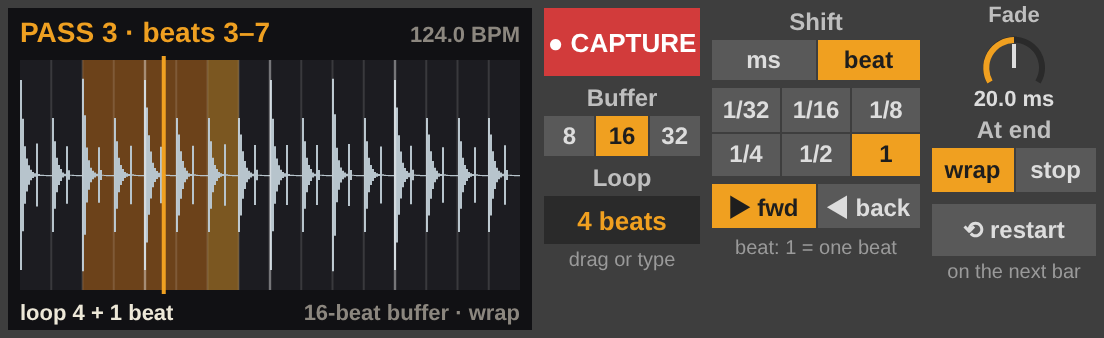 PASS 3 · beats 3–7
124.0 BPM
loop 4 + 1 beat
16-beat buffer · wrap
● CAPTURE
Buffer
8 16 32
Loop
4 beats
drag or type
Shift
ms beat
1/32 1/16 1/8
1/4 1/2 1
▶ fwd ◀ back
beat: 1 = one beat
Fade
20.0 ms
At end
wrap stop
⟲ restart
on the next bar